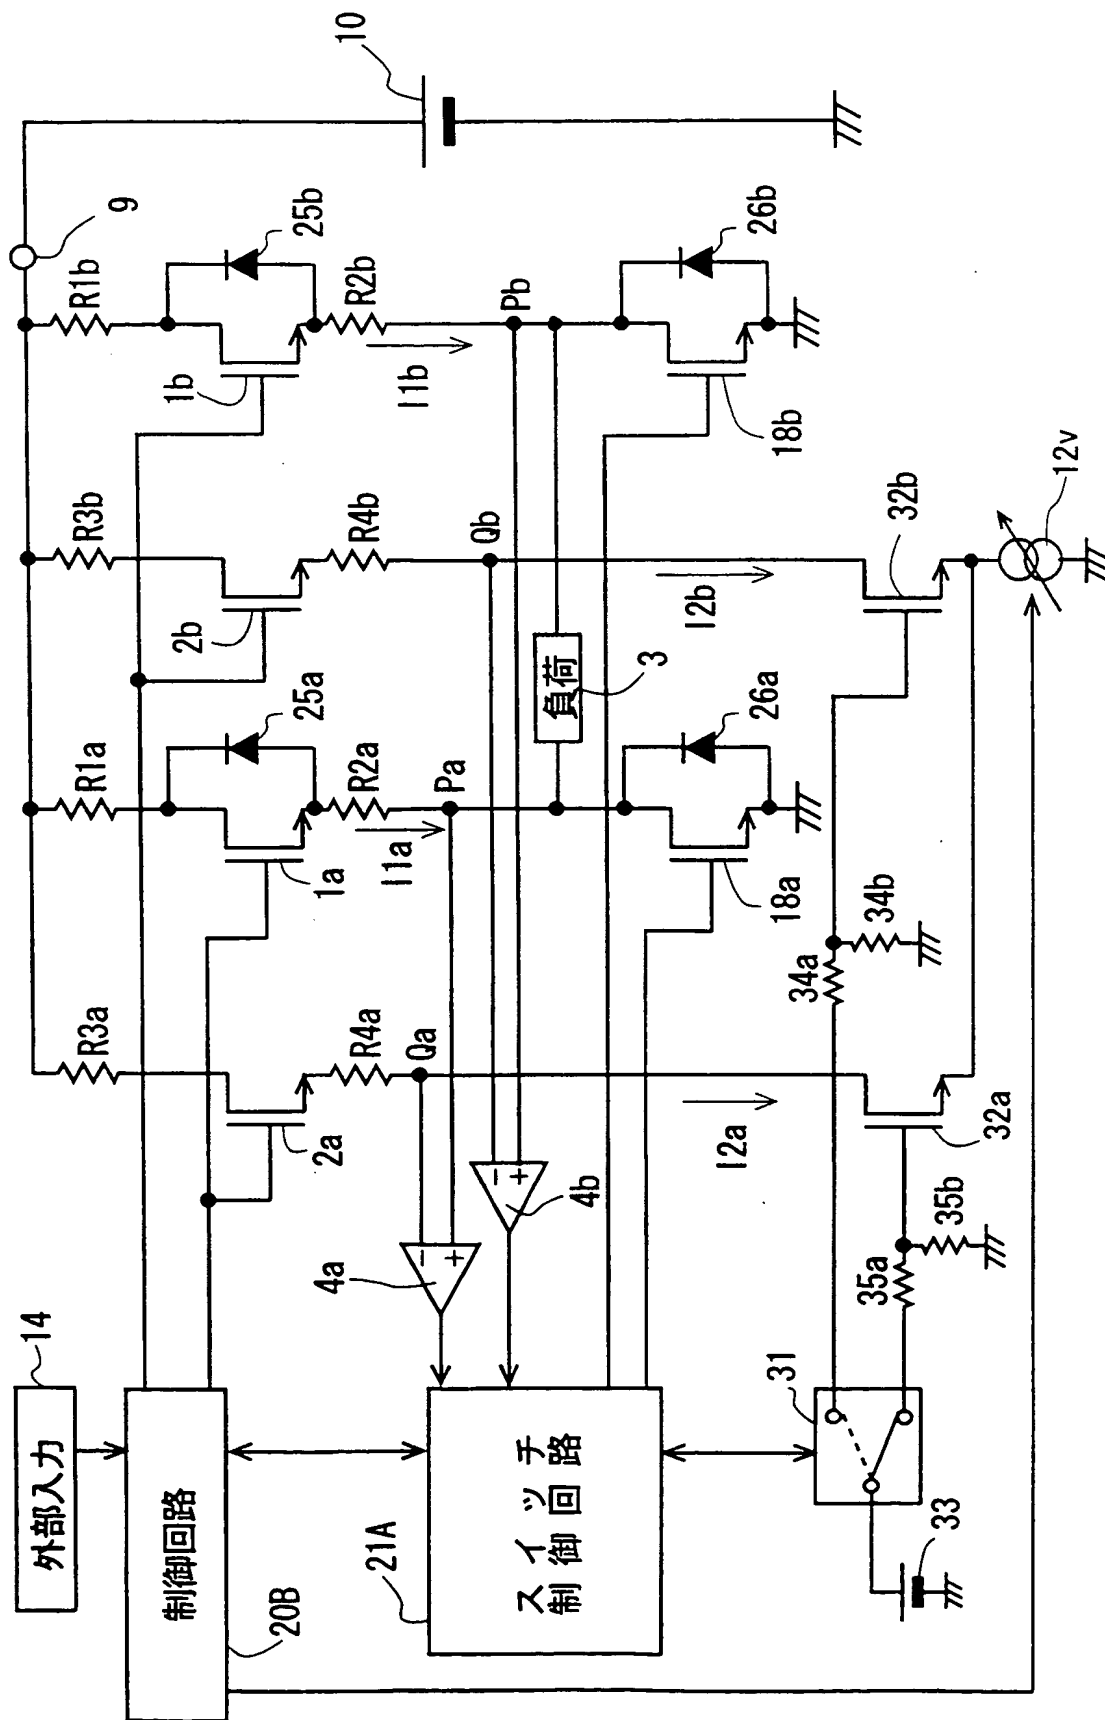 外部入力
14
制御回路
20B
スイッチ
制御回路
21A
31
33
35a
35b
34a
34b
32a
32b
12v
4a
4b
R3a
2a
R4a
Qa
I2a
R1a
1a
25a
R2a
I1a
Pa
負荷
3
18a
26a
R3b
2b
R4b
Qb
I2b
R1b
1b
25b
R2b
I1b
Pb
18b
26b
9
10
− +
− +